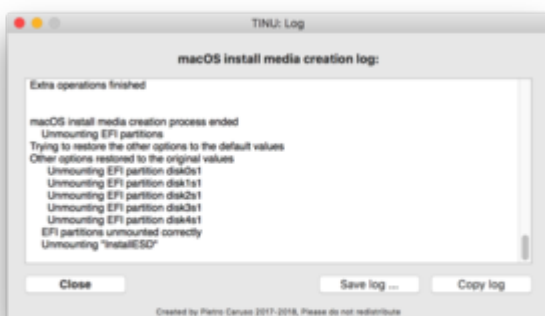 TINU: Log
macOS install media creation log:
Extra operations finished
macOS install media creation process ended
Unmounting EFI partitions
Trying to restore the other options to the default values
Other options restored to the original values
Unmounting EFI partition disk0s1
Unmounting EFI partition disk1s1
Unmounting EFI partition disk2s1
Unmounting EFI partition disk3s1
Unmounting EFI partition disk4s1
EFI partitions unmounted correctly
Unmounting "InstallESD"
Close
Save log ...
Copy log
Created by Pietro Caruso 2017-2018, Please do not redistribute